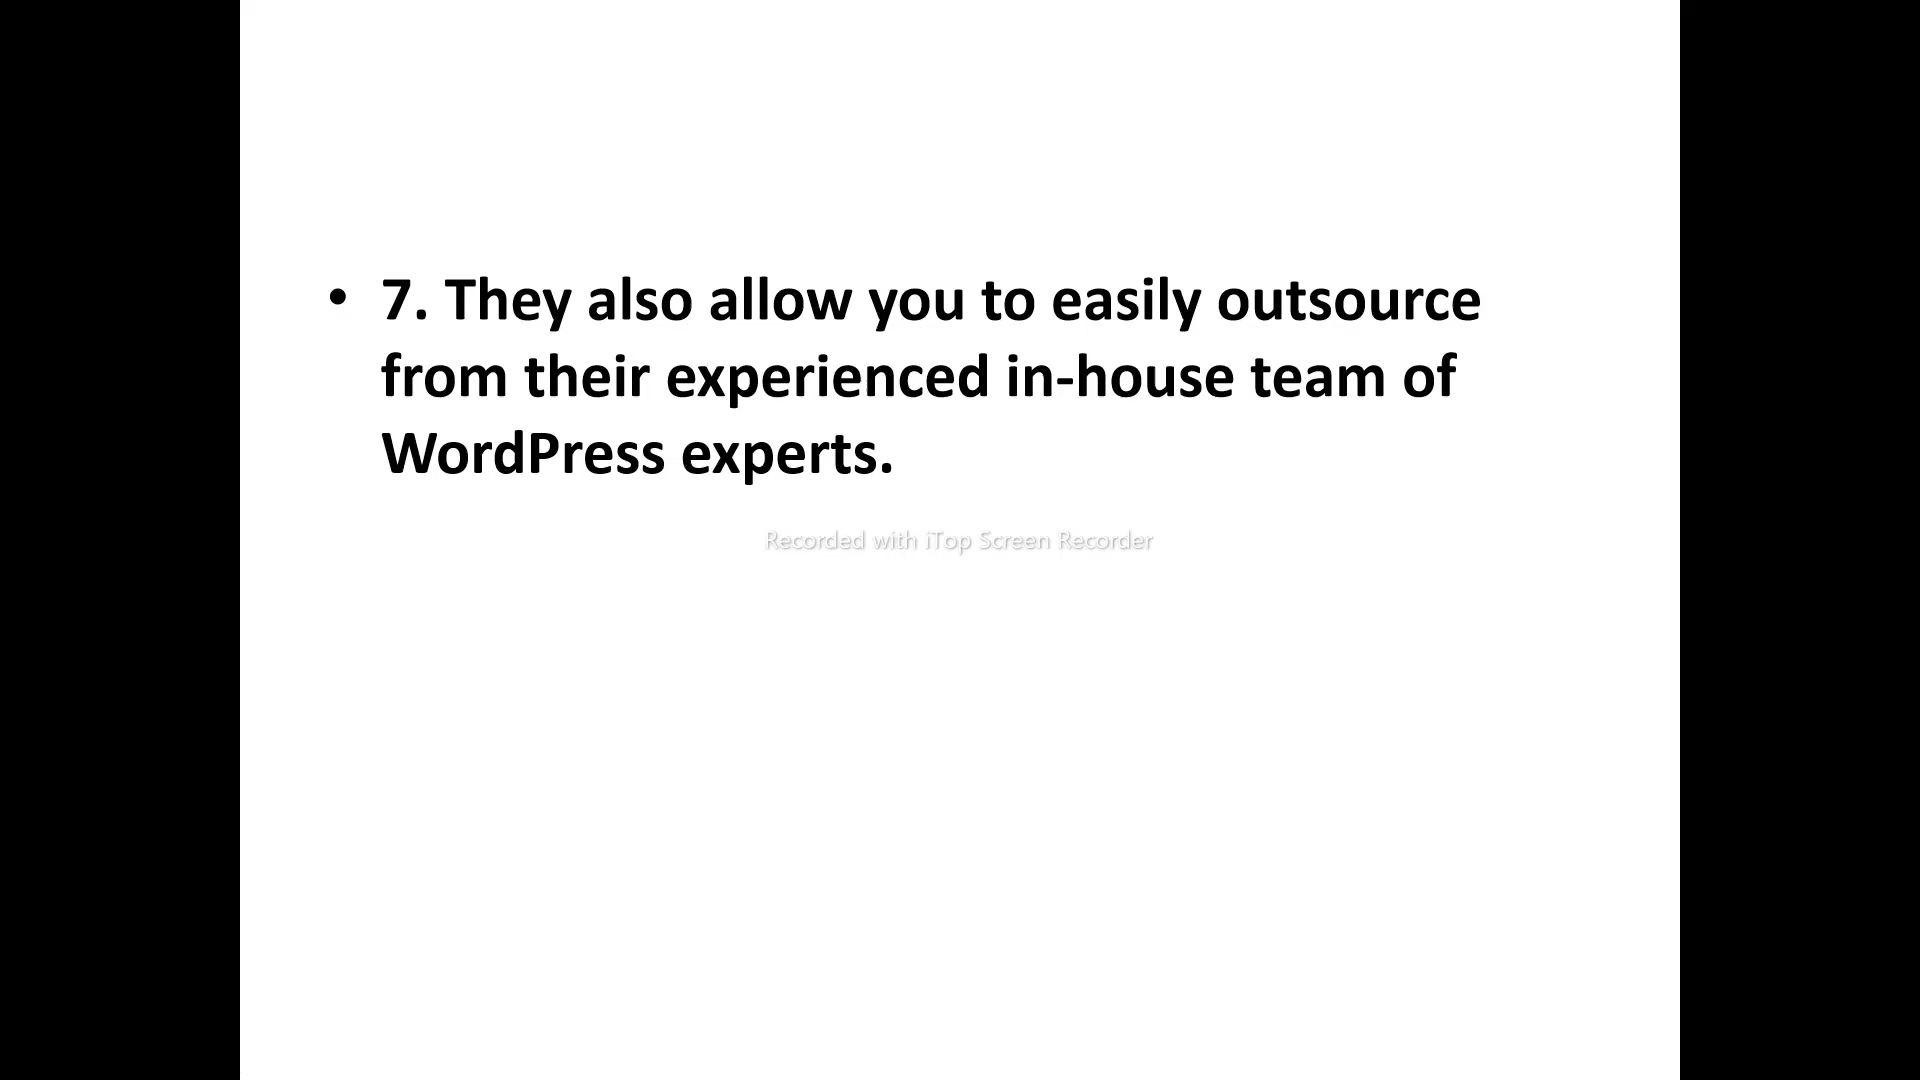 • 7. They also allow you to easily outsource
from their experienced in-house team of
WordPress experts.
Recorded with iTop Screen Recorder